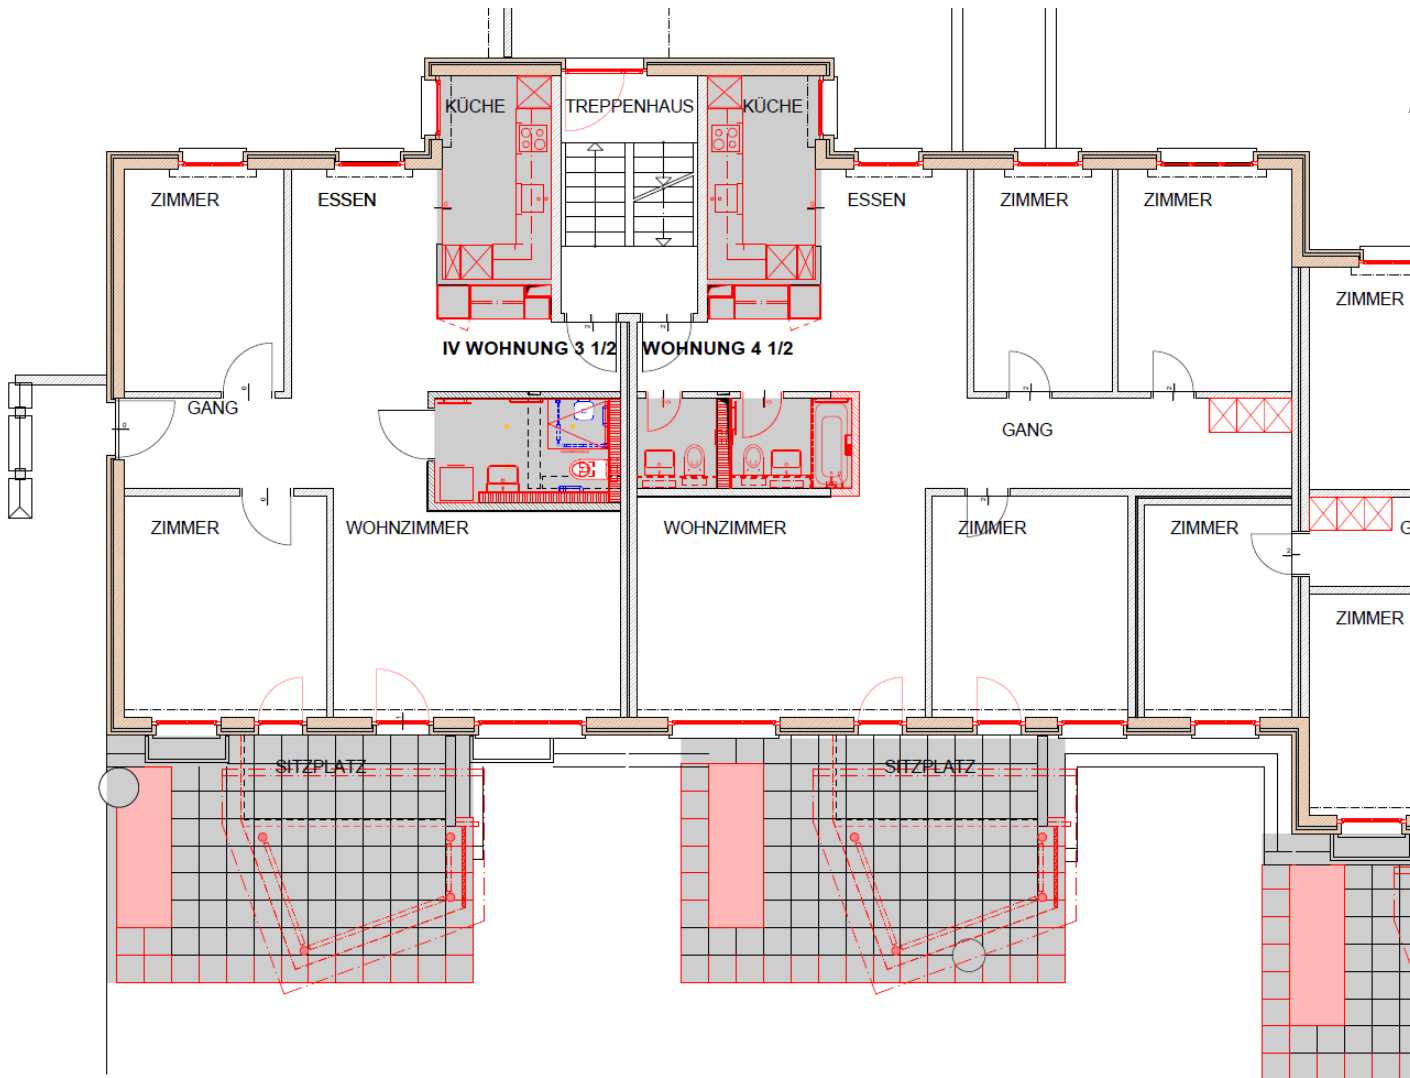 KÜCHE TREPPENHAUS KÜCHE
ZIMMER ESSEN ESSEN ZIMMER ZIMMER
ZIMMER
IV WOHNUNG 3 1/2 WOHNUNG 4 1/2
GANG GANG
ZIMMER WOHNZIMMER WOHNZIMMER ZIMMER ZIMMER G
ZIMMER
SITZPLATZ SITZPLATZ